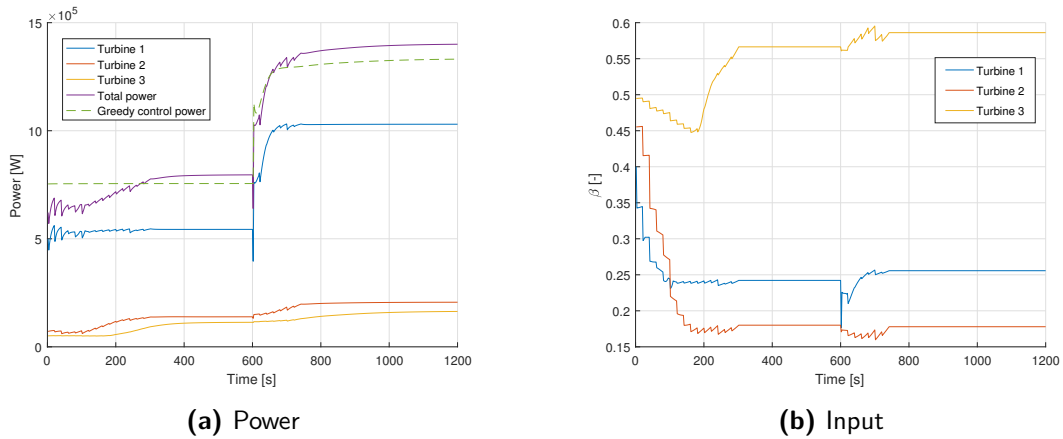 ×10⁵
15
10
5
0
Power [W]
Turbine 1
Turbine 2
Turbine 3
Total power
Greedy control power
0 200 400 600 800 1000 1200
Time [s]
(a) Power
0.6
0.55
0.5
0.45
0.4
0.35
0.3
0.25
0.2
0.15
β [-]
Turbine 1
Turbine 2
Turbine 3
0 200 400 600 800 1000 1200
Time [s]
(b) Input